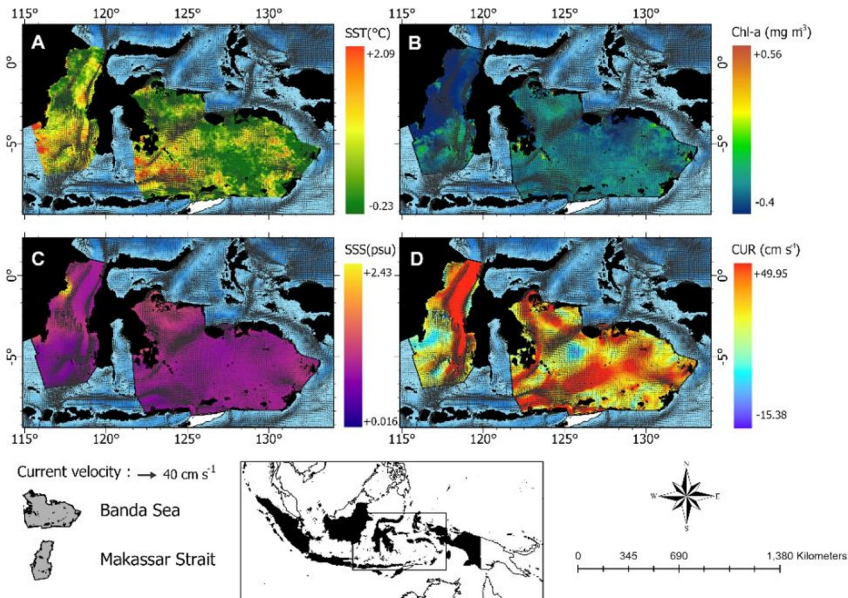 115° 120° 125° 130° 115° 120° 125° 130°
A SST(°C) B Chl-a (mg m³)
0° +2.09 +0.56 0°
-5° -5°
-0.23 -0.4
C SSS(psu) D CUR (cm s⁻¹)
0° +2.43 +49.95 0°
-5° -5°
+0.016 -15.38
115° 120° 125° 130° 115° 120° 125° 130°
Current velocity : → 40 cm s⁻¹
Banda Sea
Makassar Strait
N
W E
S
0 345 690 1,380 Kilometers